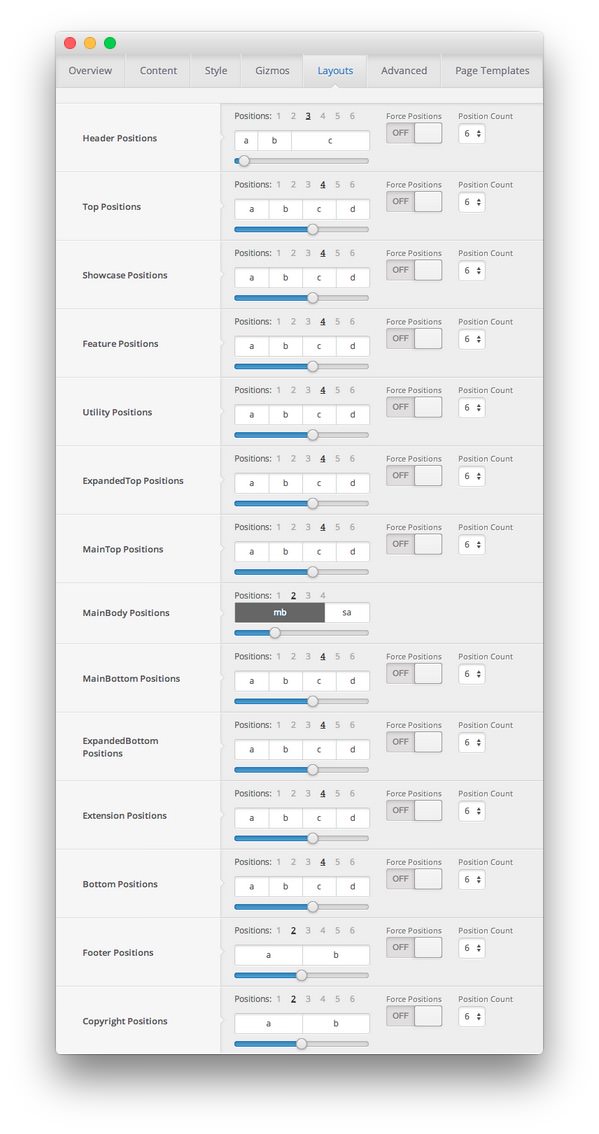 Overview Content Style Gizmos Layouts Advanced Page Templates
Positions: 1 2 3 4 5 6 Force Positions Position Count
Header Positions a b c OFF 6
Positions: 1 2 3 4 5 6 Force Positions Position Count
Top Positions a b c d OFF 6
Positions: 1 2 3 4 5 6 Force Positions Position Count
Showcase Positions a b c d OFF 6
Positions: 1 2 3 4 5 6 Force Positions Position Count
Feature Positions a b c d OFF 6
Positions: 1 2 3 4 5 6 Force Positions Position Count
Utility Positions a b c d OFF 6
Positions: 1 2 3 4 5 6 Force Positions Position Count
ExpandedTop Positions a b c d OFF 6
Positions: 1 2 3 4 5 6 Force Positions Position Count
MainTop Positions a b c d OFF 6
Positions: 1 2 3 4
MainBody Positions mb sa
Positions: 1 2 3 4 5 6 Force Positions Position Count
MainBottom Positions a b c d OFF 6
Positions: 1 2 3 4 5 6 Force Positions Position Count
ExpandedBottom
Positions a b c d OFF 6
Positions: 1 2 3 4 5 6 Force Positions Position Count
Extension Positions a b c d OFF 6
Positions: 1 2 3 4 5 6 Force Positions Position Count
Bottom Positions a b c d OFF 6
Positions: 1 2 3 4 5 6 Force Positions Position Count
Footer Positions a b OFF 6
Positions: 1 2 3 4 5 6 Force Positions Position Count
Copyright Positions a b OFF 6